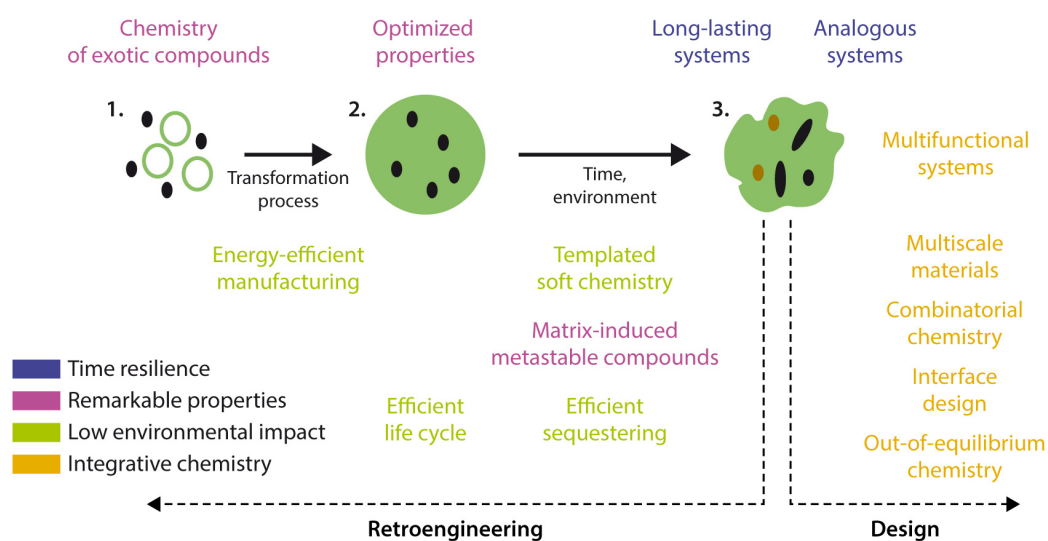 Chemistry
of exotic compounds
Optimized
properties
Long-lasting
systems
Analogous
systems
1.
2.
3.
Transformation
process
Time,
environment
Multifunctional
systems
Energy-efficient
manufacturing
Templated
soft chemistry
Multiscale
materials
Matrix-induced
metastable compounds
Combinatorial
chemistry
Time resilience
Remarkable properties
Low environmental impact
Integrative chemistry
Efficient
life cycle
Efficient
sequestering
Interface
design
Out-of-equilibrium
chemistry
Retroengineering
Design